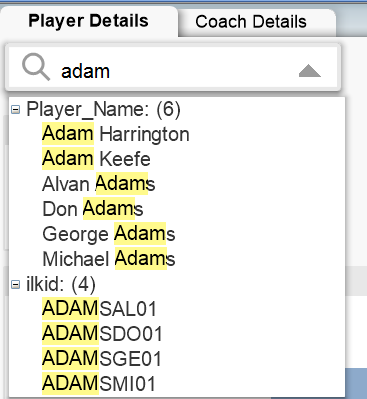 Player Details Coach Details
adam
Player_Name: (6)
Adam Harrington
Adam Keefe
Alvan Adams
Don Adams
George Adams
Michael Adams
ilkid: (4)
ADAMSAL01
ADAMSDO01
ADAMSGE01
ADAMSMI01